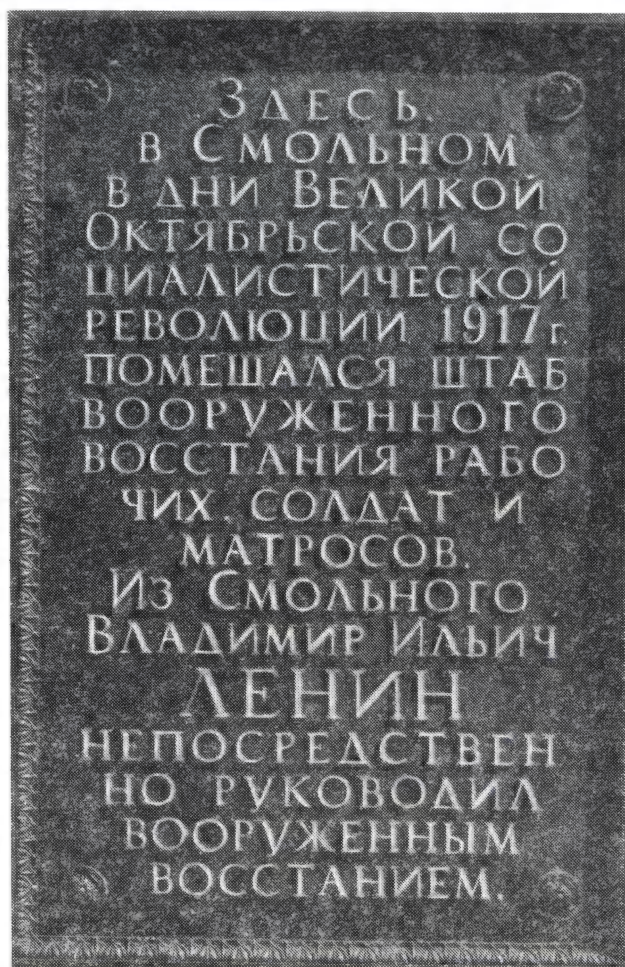 Здесь,
в Смольном
в дни Великой
Октябрьской со
циалистической
революции 1917 г.
помещался штаб
вооруженного
восстания рабо
чих, солдат и
матросов.
Из Смольного
Владимир Ильич
ЛЕНИН
непосредствен
но руководил
вооруженным
восстанием.